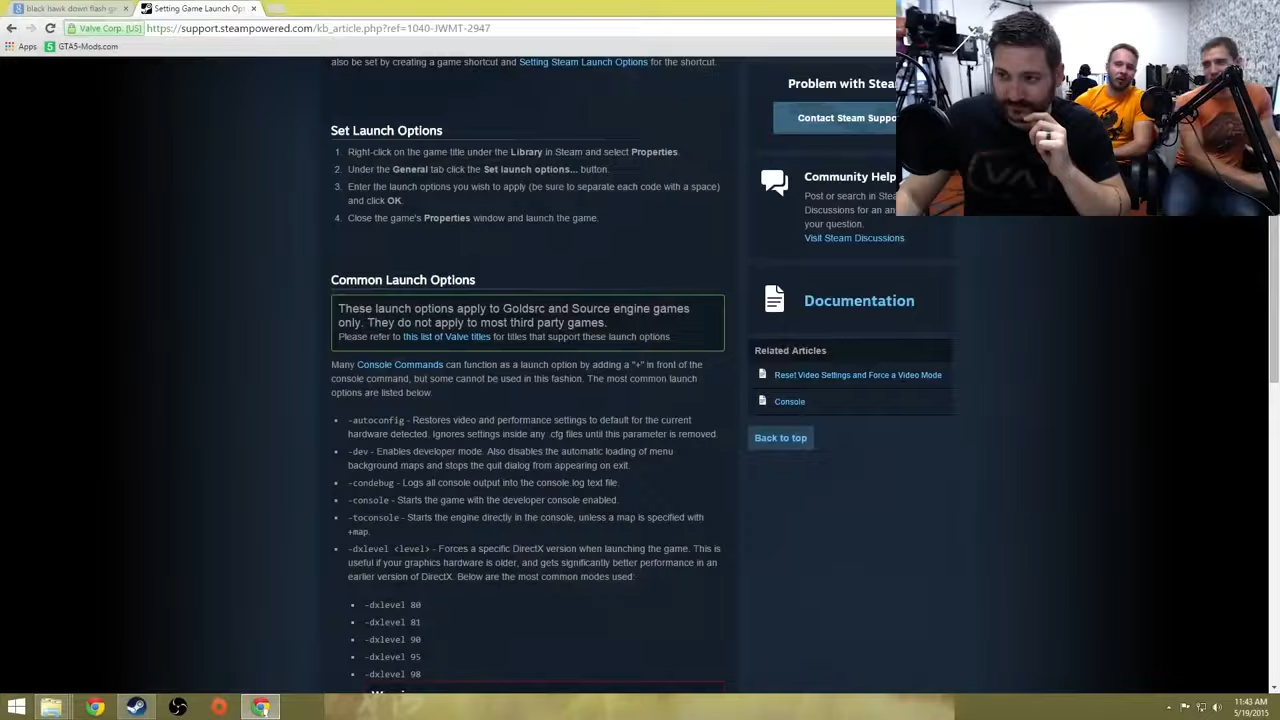 black hawk down flash g
Setting Game Launch Op
Valve Corp. [US]
https://support.steampowered.com/kb_article.php?ref=1040-JWMT-2947
Apps
GTA5-Mods.com
also be set by creating a game shortcut and Setting Steam Launch Options for the shortcut.
Set Launch Options
1. Right-click on the game title under the Library in Steam and select Properties.
2. Under the General tab click the Set launch options... button.
3. Enter the launch options you wish to apply (be sure to separate each code with a space)
and click OK.
4. Close the game's Properties window and launch the game.
Common Launch Options
These launch options apply to Goldsrc and Source engine games
only. They do not apply to most third party games.
Please refer to this list of Valve titles for titles that support these launch options
Many Console Commands can function as a launch option by adding a "+" in front of the
console command, but some cannot be used in this fashion. The most common launch
options are listed below.
-autoconfig - Restores video and performance settings to default for the current
hardware detected. Ignores settings inside any .cfg files until this parameter is removed.
-dev - Enables developer mode. Also disables the automatic loading of menu
background maps and stops the quit dialog from appearing on exit.
-condebug - Logs all console output into the console.log text file.
-console - Starts the game with the developer console enabled.
-toconsole - Starts the engine directly in the console, unless a map is specified with
+map.
-dxlevel <level> - Forces a specific DirectX version when launching the game. This is
useful if your graphics hardware is older, and gets significantly better performance in an
earlier version of DirectX. Below are the most common modes used:
-dxlevel 80
-dxlevel 81
-dxlevel 90
-dxlevel 95
-dxlevel 98
Problem with Stea
Contact Steam Suppo
Community Help
Post or search in Stea
Discussions for an an
your question.
Visit Steam Discussions
Documentation
Related Articles
Reset Video Settings and Force a Video Mode
Console
Back to top
11:43 AM
5/19/2015